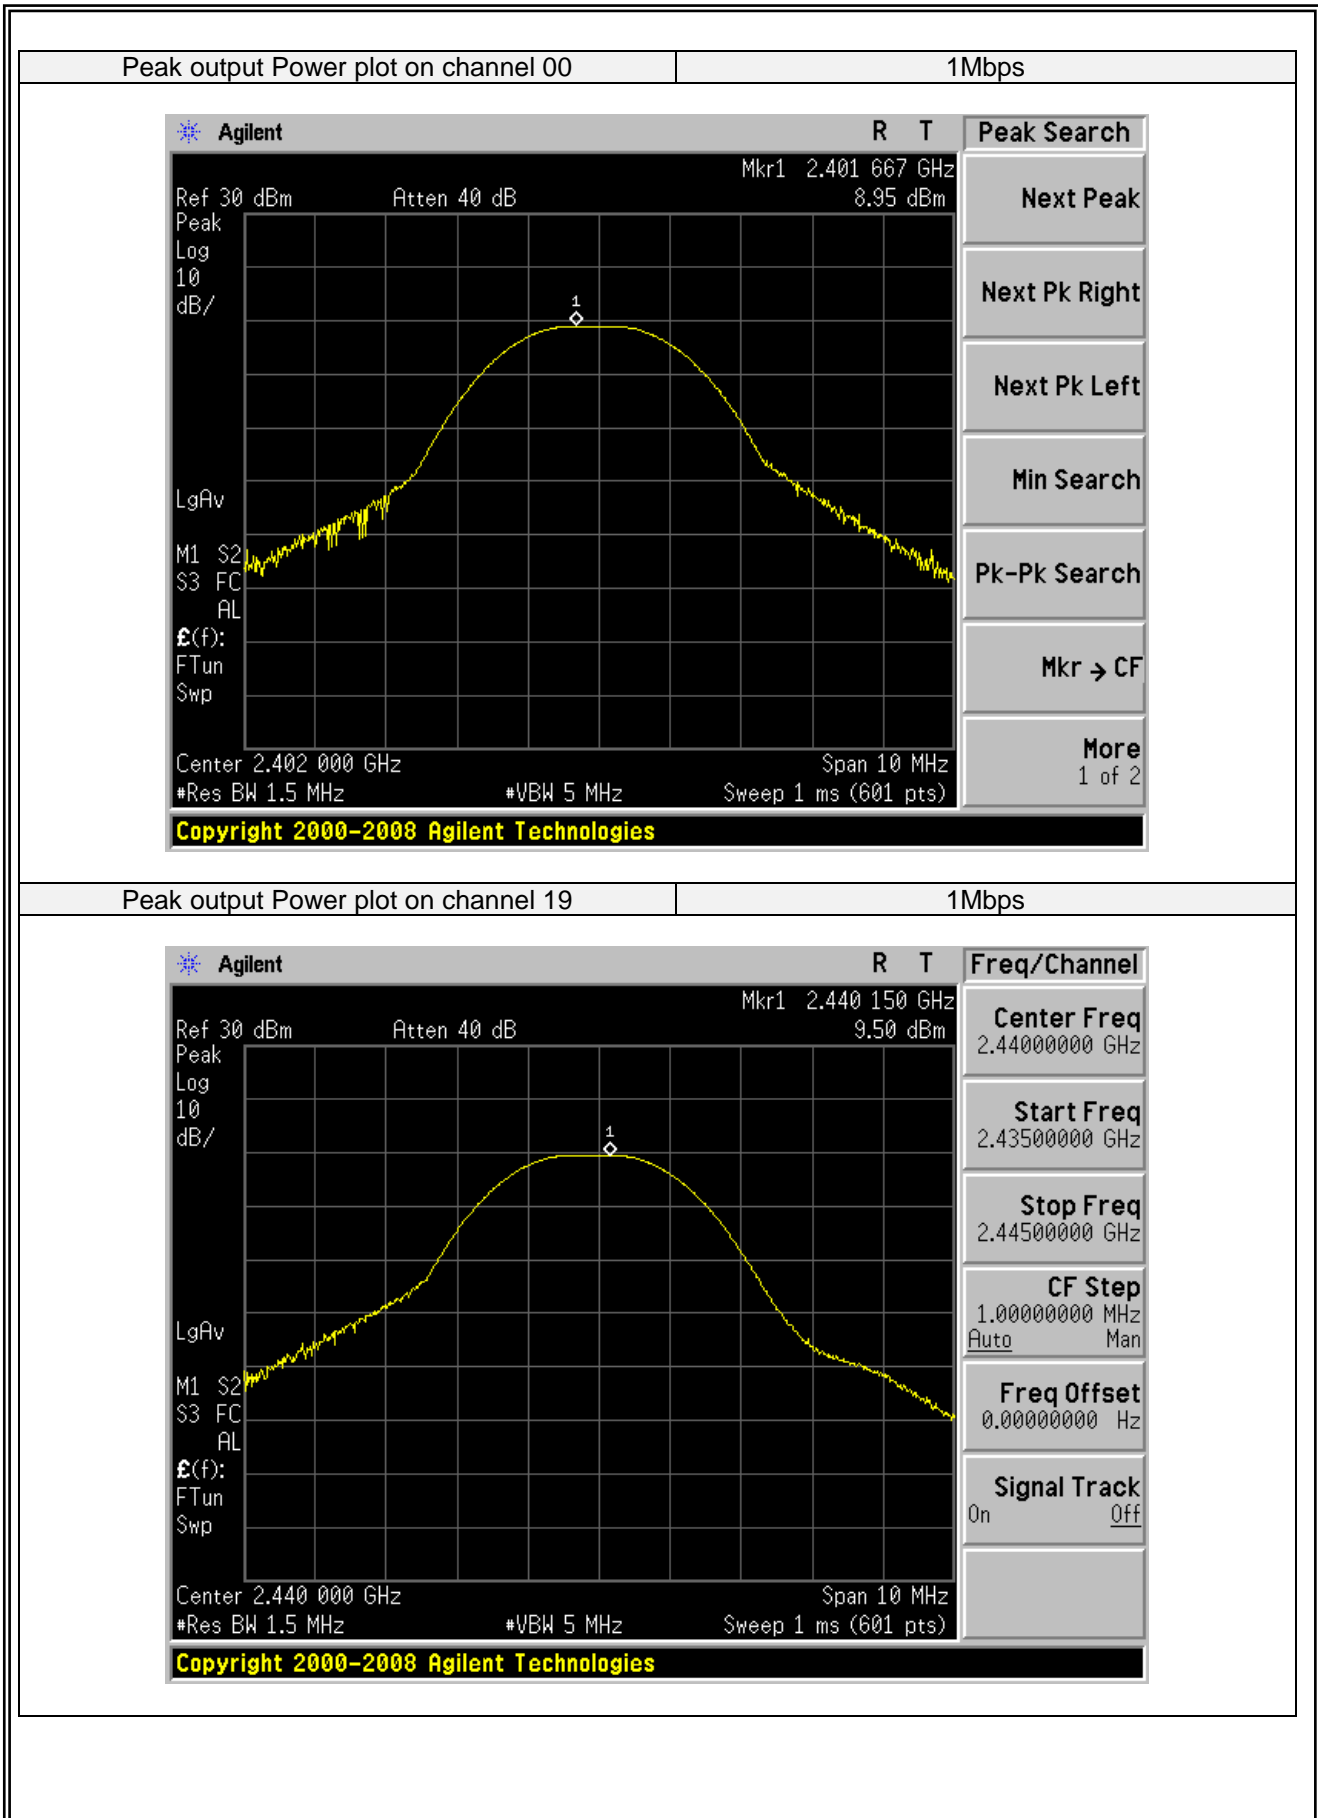 Peak output Power plot on channel 00 1Mbps
Agilent R T Peak Search
Mkr1 2.401 667 GHz
Ref 30 dBm Atten 40 dB 8.95 dBm
Peak
Log
10
dB/
1
LgAv
M1 S2
S3 FC
AL
£(f):
FTun
Swp
Center 2.402 000 GHz Span 10 MHz
#Res BW 1.5 MHz #VBW 5 MHz Sweep 1 ms (601 pts)
Next Peak
Next Pk Right
Next Pk Left
Min Search
Pk-Pk Search
Mkr → CF
More
1 of 2
Copyright 2000-2008 Agilent Technologies
Peak output Power plot on channel 19 1Mbps
Agilent R T Freq/Channel
Mkr1 2.440 150 GHz
Ref 30 dBm Atten 40 dB 9.50 dBm
Peak
Log
10
dB/
1
LgAv
M1 S2
S3 FC
AL
£(f):
FTun
Swp
Center 2.440 000 GHz Span 10 MHz
#Res BW 1.5 MHz #VBW 5 MHz Sweep 1 ms (601 pts)
Center Freq
2.44000000 GHz
Start Freq
2.43500000 GHz
Stop Freq
2.44500000 GHz
CF Step
1.00000000 MHz
Auto Man
Freq Offset
0.00000000 Hz
Signal Track
On Off
Copyright 2000-2008 Agilent Technologies